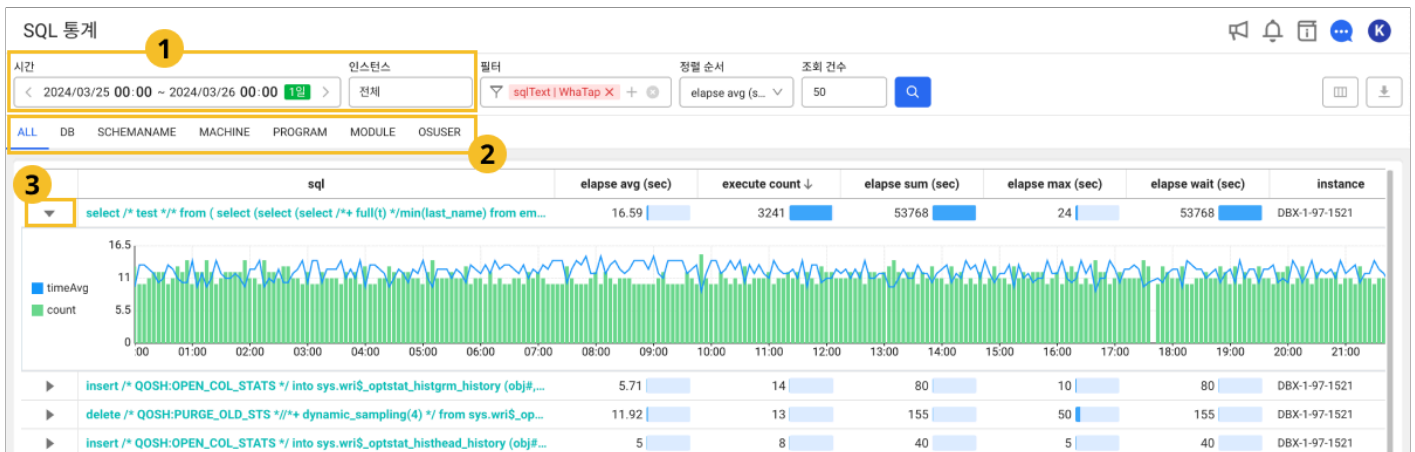 SQL 통계
K
1
시간 인스턴스 필터 정렬 순서 조회 건수
2024/03/25 00:00 ~ 2024/03/26 00:00 1일 전체 sqlText | WhaTap elapse avg (s... 50
ALL DB SCHEMANAME MACHINE PROGRAM MODULE OSUSER
2
3
sql elapse avg (sec) execute count ↓ elapse sum (sec) elapse max (sec) elapse wait (sec) instance
select /* test */* from ( select (select (select /*+ full(t) */min(last_name) from em... 16.59 3241 53768 24 53768 DBX-1-97-1521
16.5
11
5.5
0
timeAvg
count
:00 01:00 02:00 03:00 04:00 05:00 06:00 07:00 08:00 09:00 10:00 11:00 12:00 13:00 14:00 15:00 16:00 17:00 18:00 19:00 20:00 21:00
insert /* QOSH:OPEN_COL_STATS */ into sys.wri$_optstat_histgrm_history (obj#,... 5.71 14 80 10 80 DBX-1-97-1521
delete /* QOSH:PURGE_OLD_STS *//*+ dynamic_sampling(4) */ from sys.wri$_op... 11.92 13 155 50 155 DBX-1-97-1521
insert /* QOSH:OPEN_COL_STATS */ into sys.wri$_optstat_histhead_history (obj#... 5 8 40 5 40 DBX-1-97-1521